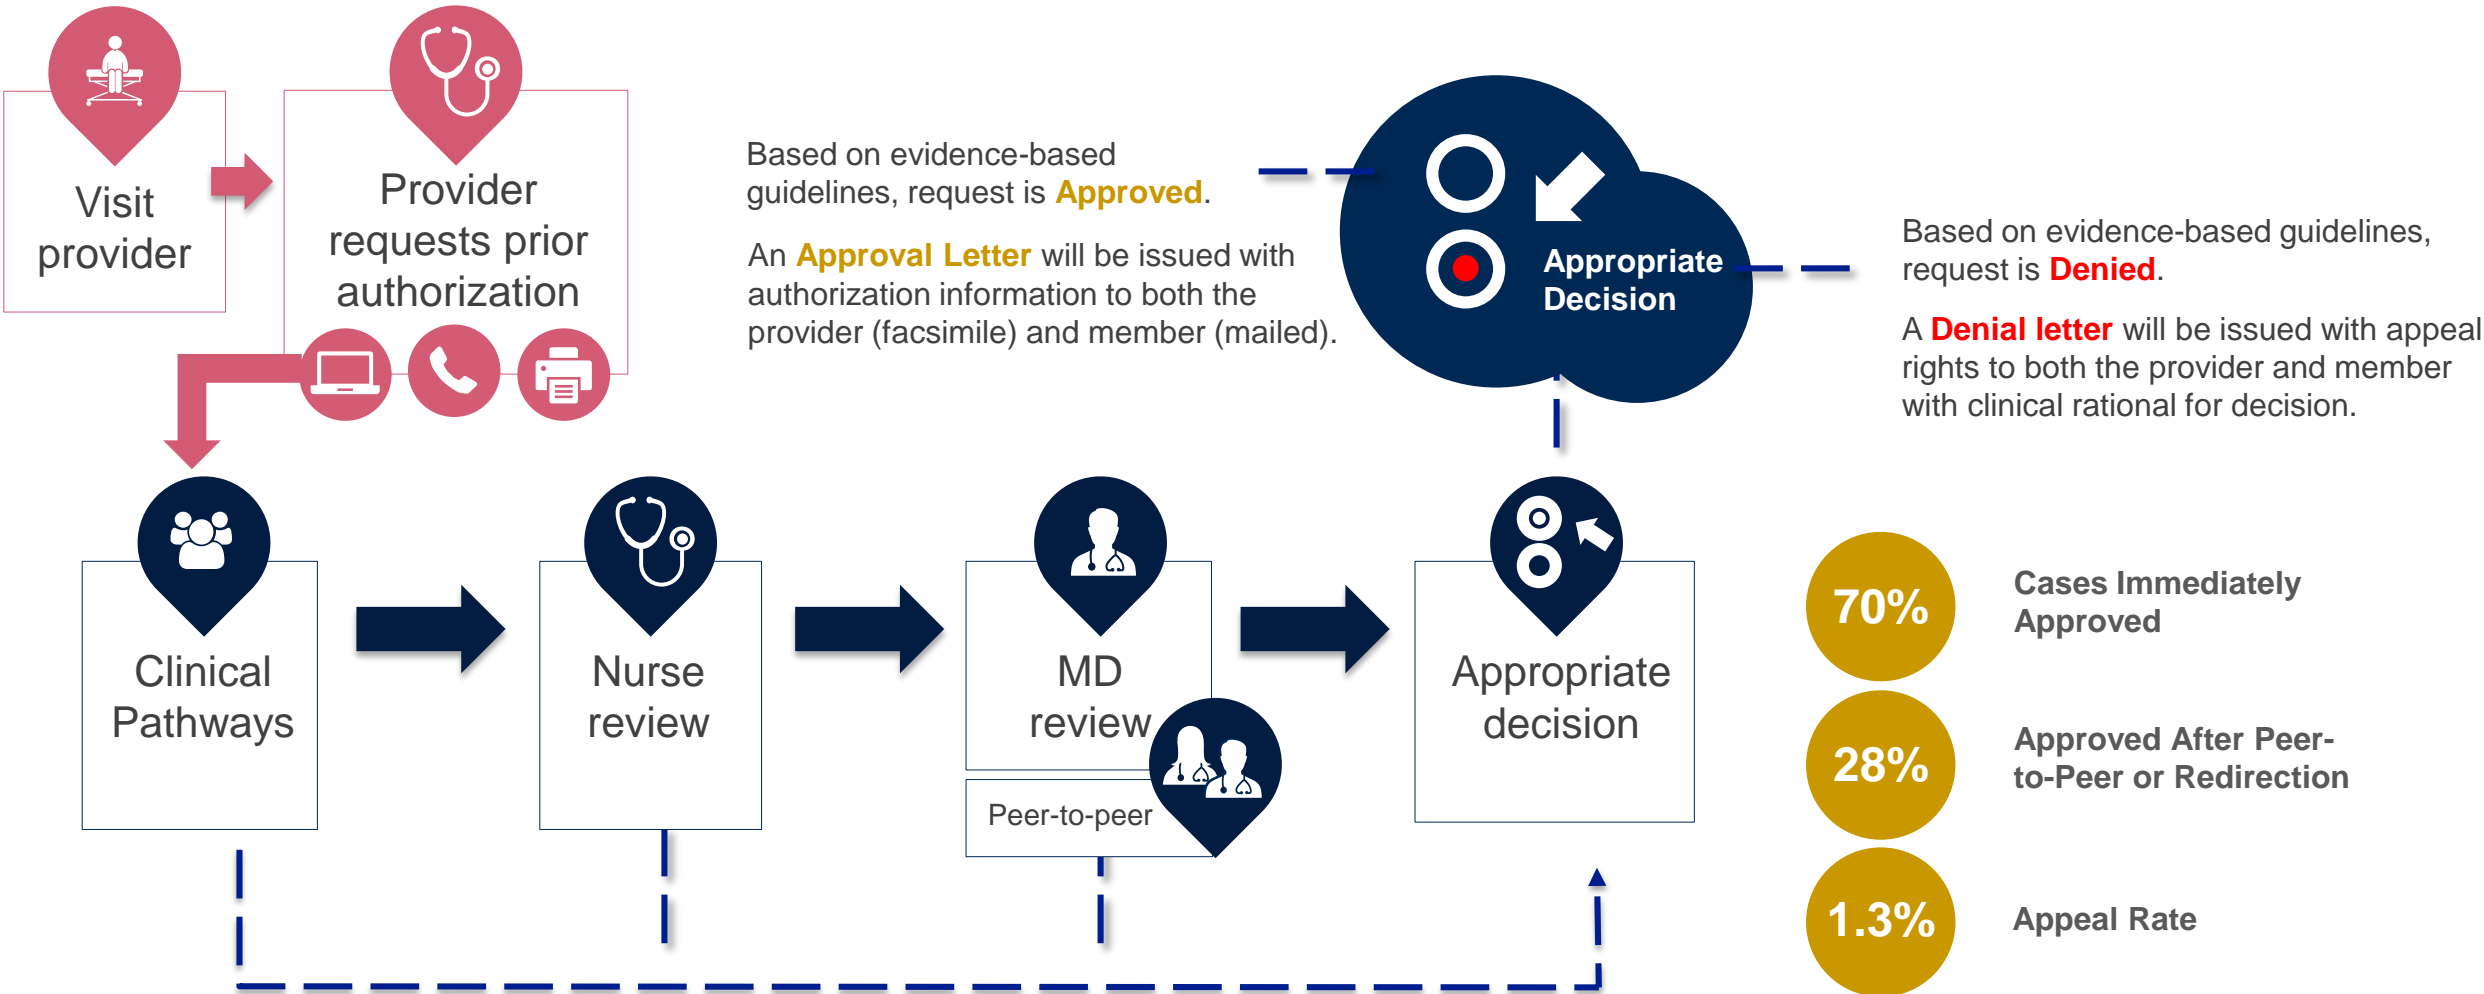 Visit
provider
Provider
requests prior
authorization
Based on evidence-based
guidelines, request is Approved.
An Approval Letter will be issued with
authorization information to both the
provider (facsimile) and member (mailed).
Appropriate
Decision
Based on evidence-based guidelines,
request is Denied.
A Denial letter will be issued with appeal
rights to both the provider and member
with clinical rational for decision.
Clinical
Pathways
Nurse
review
MD
review
Peer-to-peer
Appropriate
decision
70%
Cases Immediately
Approved
28%
Approved After Peer-
to-Peer or Redirection
1.3%
Appeal Rate